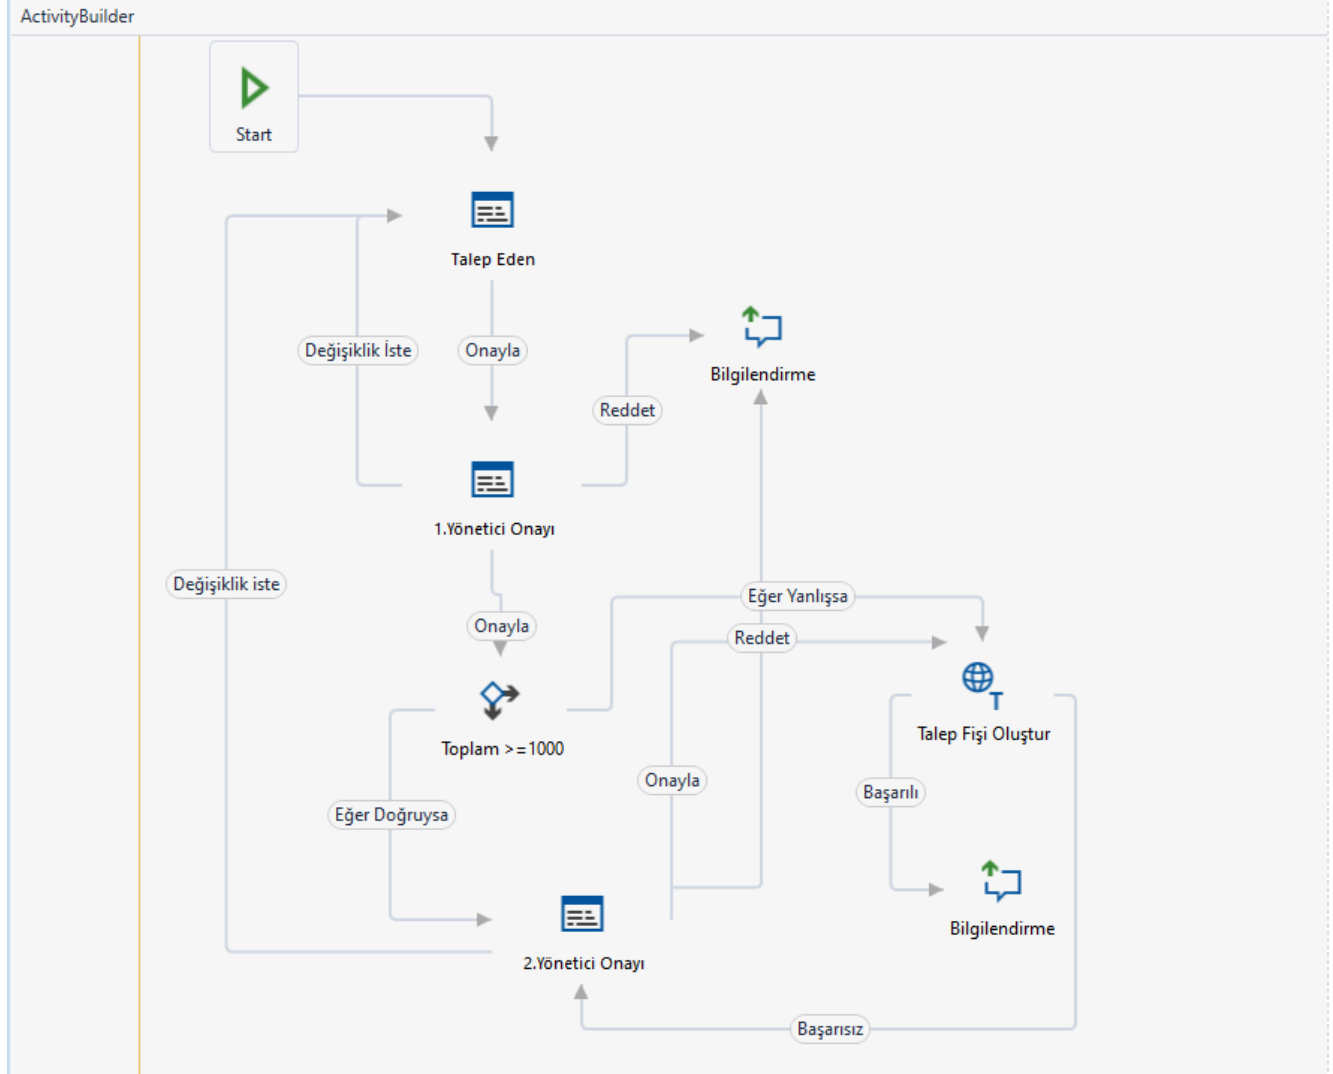 ActivityBuilder
Start
Talep Eden
Değişiklik İste
Onayla
Bilgilendirme
Reddet
1.Yönetici Onayı
Değişiklik iste
Eğer Yanlışsa
Onayla
Reddet
Talep Fişi Oluştur
Toplam >=1000
Onayla
Başarılı
Eğer Doğruysa
Bilgilendirme
2.Yönetici Onayı
Başarısız